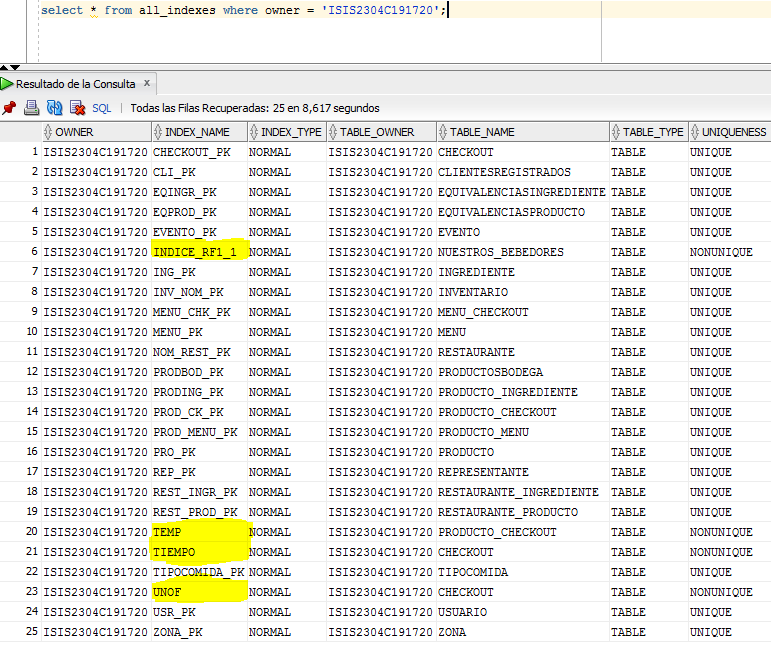 select * from all_indexes where owner = 'ISIS2304C191720';
Resultado de la Consulta x
SQL | Todas las Filas Recuperadas: 25 en 8,617 segundos
OWNER INDEX_NAME INDEX_TYPE TABLE_OWNER TABLE_NAME TABLE_TYPE UNIQUENESS
1 ISIS2304C191720 CHECKOUT_PK NORMAL ISIS2304C191720 CHECKOUT TABLE UNIQUE
2 ISIS2304C191720 CLI_PK NORMAL ISIS2304C191720 CLIENTESREGISTRADOS TABLE UNIQUE
3 ISIS2304C191720 EQINGR_PK NORMAL ISIS2304C191720 EQUIVALENCIASINGREDIENTE TABLE UNIQUE
4 ISIS2304C191720 EQPROD_PK NORMAL ISIS2304C191720 EQUIVALENCIASPRODUCTO TABLE UNIQUE
5 ISIS2304C191720 EVENTO_PK NORMAL ISIS2304C191720 EVENTO TABLE UNIQUE
6 ISIS2304C191720 INDICE_RF1_1 NORMAL ISIS2304C191720 NUESTROS_BEBEDORES TABLE NONUNIQUE
7 ISIS2304C191720 ING_PK NORMAL ISIS2304C191720 INGREDIENTE TABLE UNIQUE
8 ISIS2304C191720 INV_NOM_PK NORMAL ISIS2304C191720 INVENTARIO TABLE UNIQUE
9 ISIS2304C191720 MENU_CHK_PK NORMAL ISIS2304C191720 MENU_CHECKOUT TABLE UNIQUE
10 ISIS2304C191720 MENU_PK NORMAL ISIS2304C191720 MENU TABLE UNIQUE
11 ISIS2304C191720 NOM_REST_PK NORMAL ISIS2304C191720 RESTAURANTE TABLE UNIQUE
12 ISIS2304C191720 PRODBOD_PK NORMAL ISIS2304C191720 PRODUCTOSBODEGA TABLE UNIQUE
13 ISIS2304C191720 PRODING_PK NORMAL ISIS2304C191720 PRODUCTO_INGREDIENTE TABLE UNIQUE
14 ISIS2304C191720 PROD_CK_PK NORMAL ISIS2304C191720 PRODUCTO_CHECKOUT TABLE UNIQUE
15 ISIS2304C191720 PROD_MENU_PK NORMAL ISIS2304C191720 PRODUCTO_MENU TABLE UNIQUE
16 ISIS2304C191720 PRO_PK NORMAL ISIS2304C191720 PRODUCTO TABLE UNIQUE
17 ISIS2304C191720 REP_PK NORMAL ISIS2304C191720 REPRESENTANTE TABLE UNIQUE
18 ISIS2304C191720 REST_INGR_PK NORMAL ISIS2304C191720 RESTAURANTE_INGREDIENTE TABLE UNIQUE
19 ISIS2304C191720 REST_PROD_PK NORMAL ISIS2304C191720 RESTAURANTE_PRODUCTO TABLE UNIQUE
20 ISIS2304C191720 TEMP NORMAL ISIS2304C191720 PRODUCTO_CHECKOUT TABLE NONUNIQUE
21 ISIS2304C191720 TIEMPO NORMAL ISIS2304C191720 CHECKOUT TABLE NONUNIQUE
22 ISIS2304C191720 TIPOCOMIDA_PK NORMAL ISIS2304C191720 TIPOCOMIDA TABLE UNIQUE
23 ISIS2304C191720 UNOF NORMAL ISIS2304C191720 CHECKOUT TABLE NONUNIQUE
24 ISIS2304C191720 USR_PK NORMAL ISIS2304C191720 USUARIO TABLE UNIQUE
25 ISIS2304C191720 ZONA_PK NORMAL ISIS2304C191720 ZONA TABLE UNIQUE